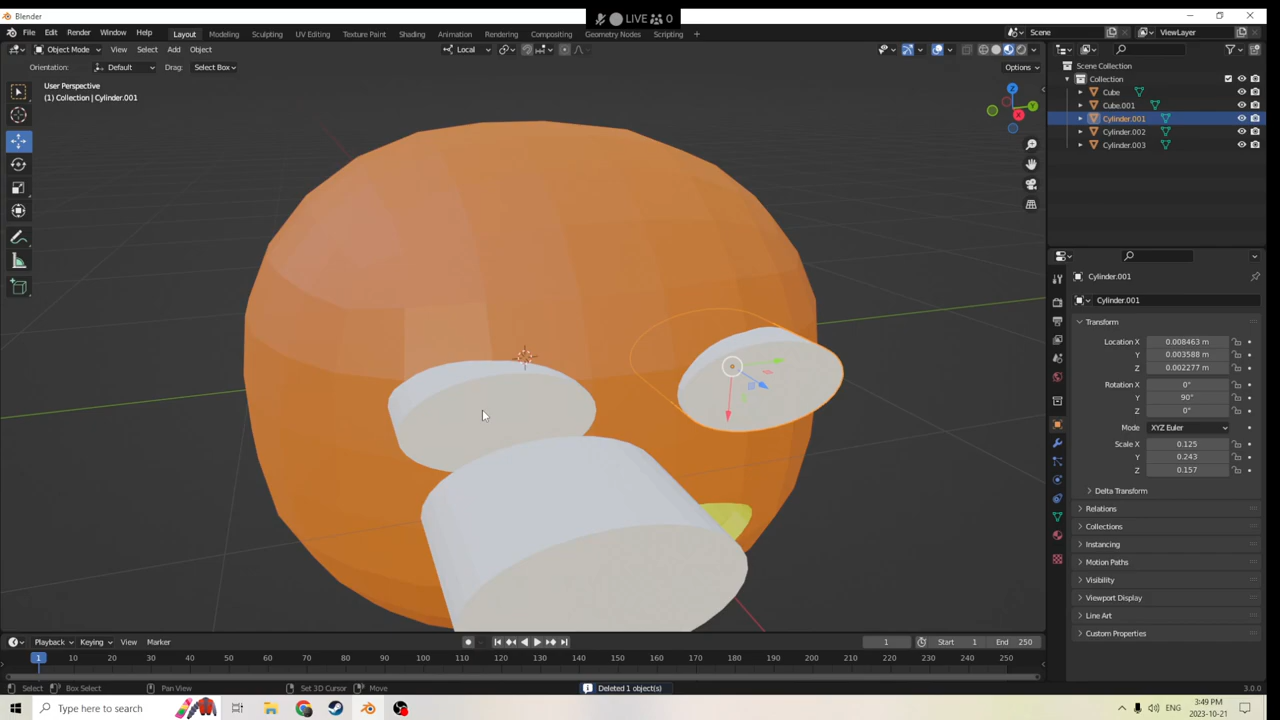 Blender
LIVE 0
File Edit Render Window Help Layout Modeling Sculpting UV Editing Texture Paint Shading Animation Rendering Compositing Geometry Nodes Scripting + Scene ViewLayer
Object Mode View Select Add Object Local
Orientation: Default Drag: Select Box Options
User Perspective
(1) Collection | Cylinder.001
Z
Y
X
Scene Collection
Collection
Cube
Cube.001
Cylinder.001
Cylinder.002
Cylinder.003
Cylinder.001
Cylinder.001
Transform
Location X 0.008463 m
Y 0.003588 m
Z 0.002277 m
Rotation X 0°
Y 90°
Z 0°
Mode XYZ Euler
Scale X 0.125
Y 0.243
Z 0.157
Delta Transform
Relations
Collections
Instancing
Motion Paths
Visibility
Viewport Display
Line Art
Custom Properties
Playback Keying View Marker 1 Start 1 End 250
1 10 20 30 40 50 60 70 80 90 100 110 120 130 140 150 160 170 180 190 200 210 220 230 240 250
Select Box Select Pan View Set 3D Cursor Move Deleted 1 object(s) 3.0.0
Type here to search ENG 3:49 PM
2023-10-21